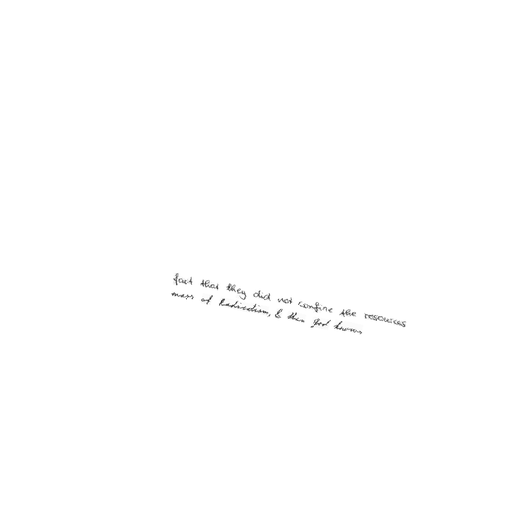 fact that they did not confine the resources
mass of Radicalism, & then god knows